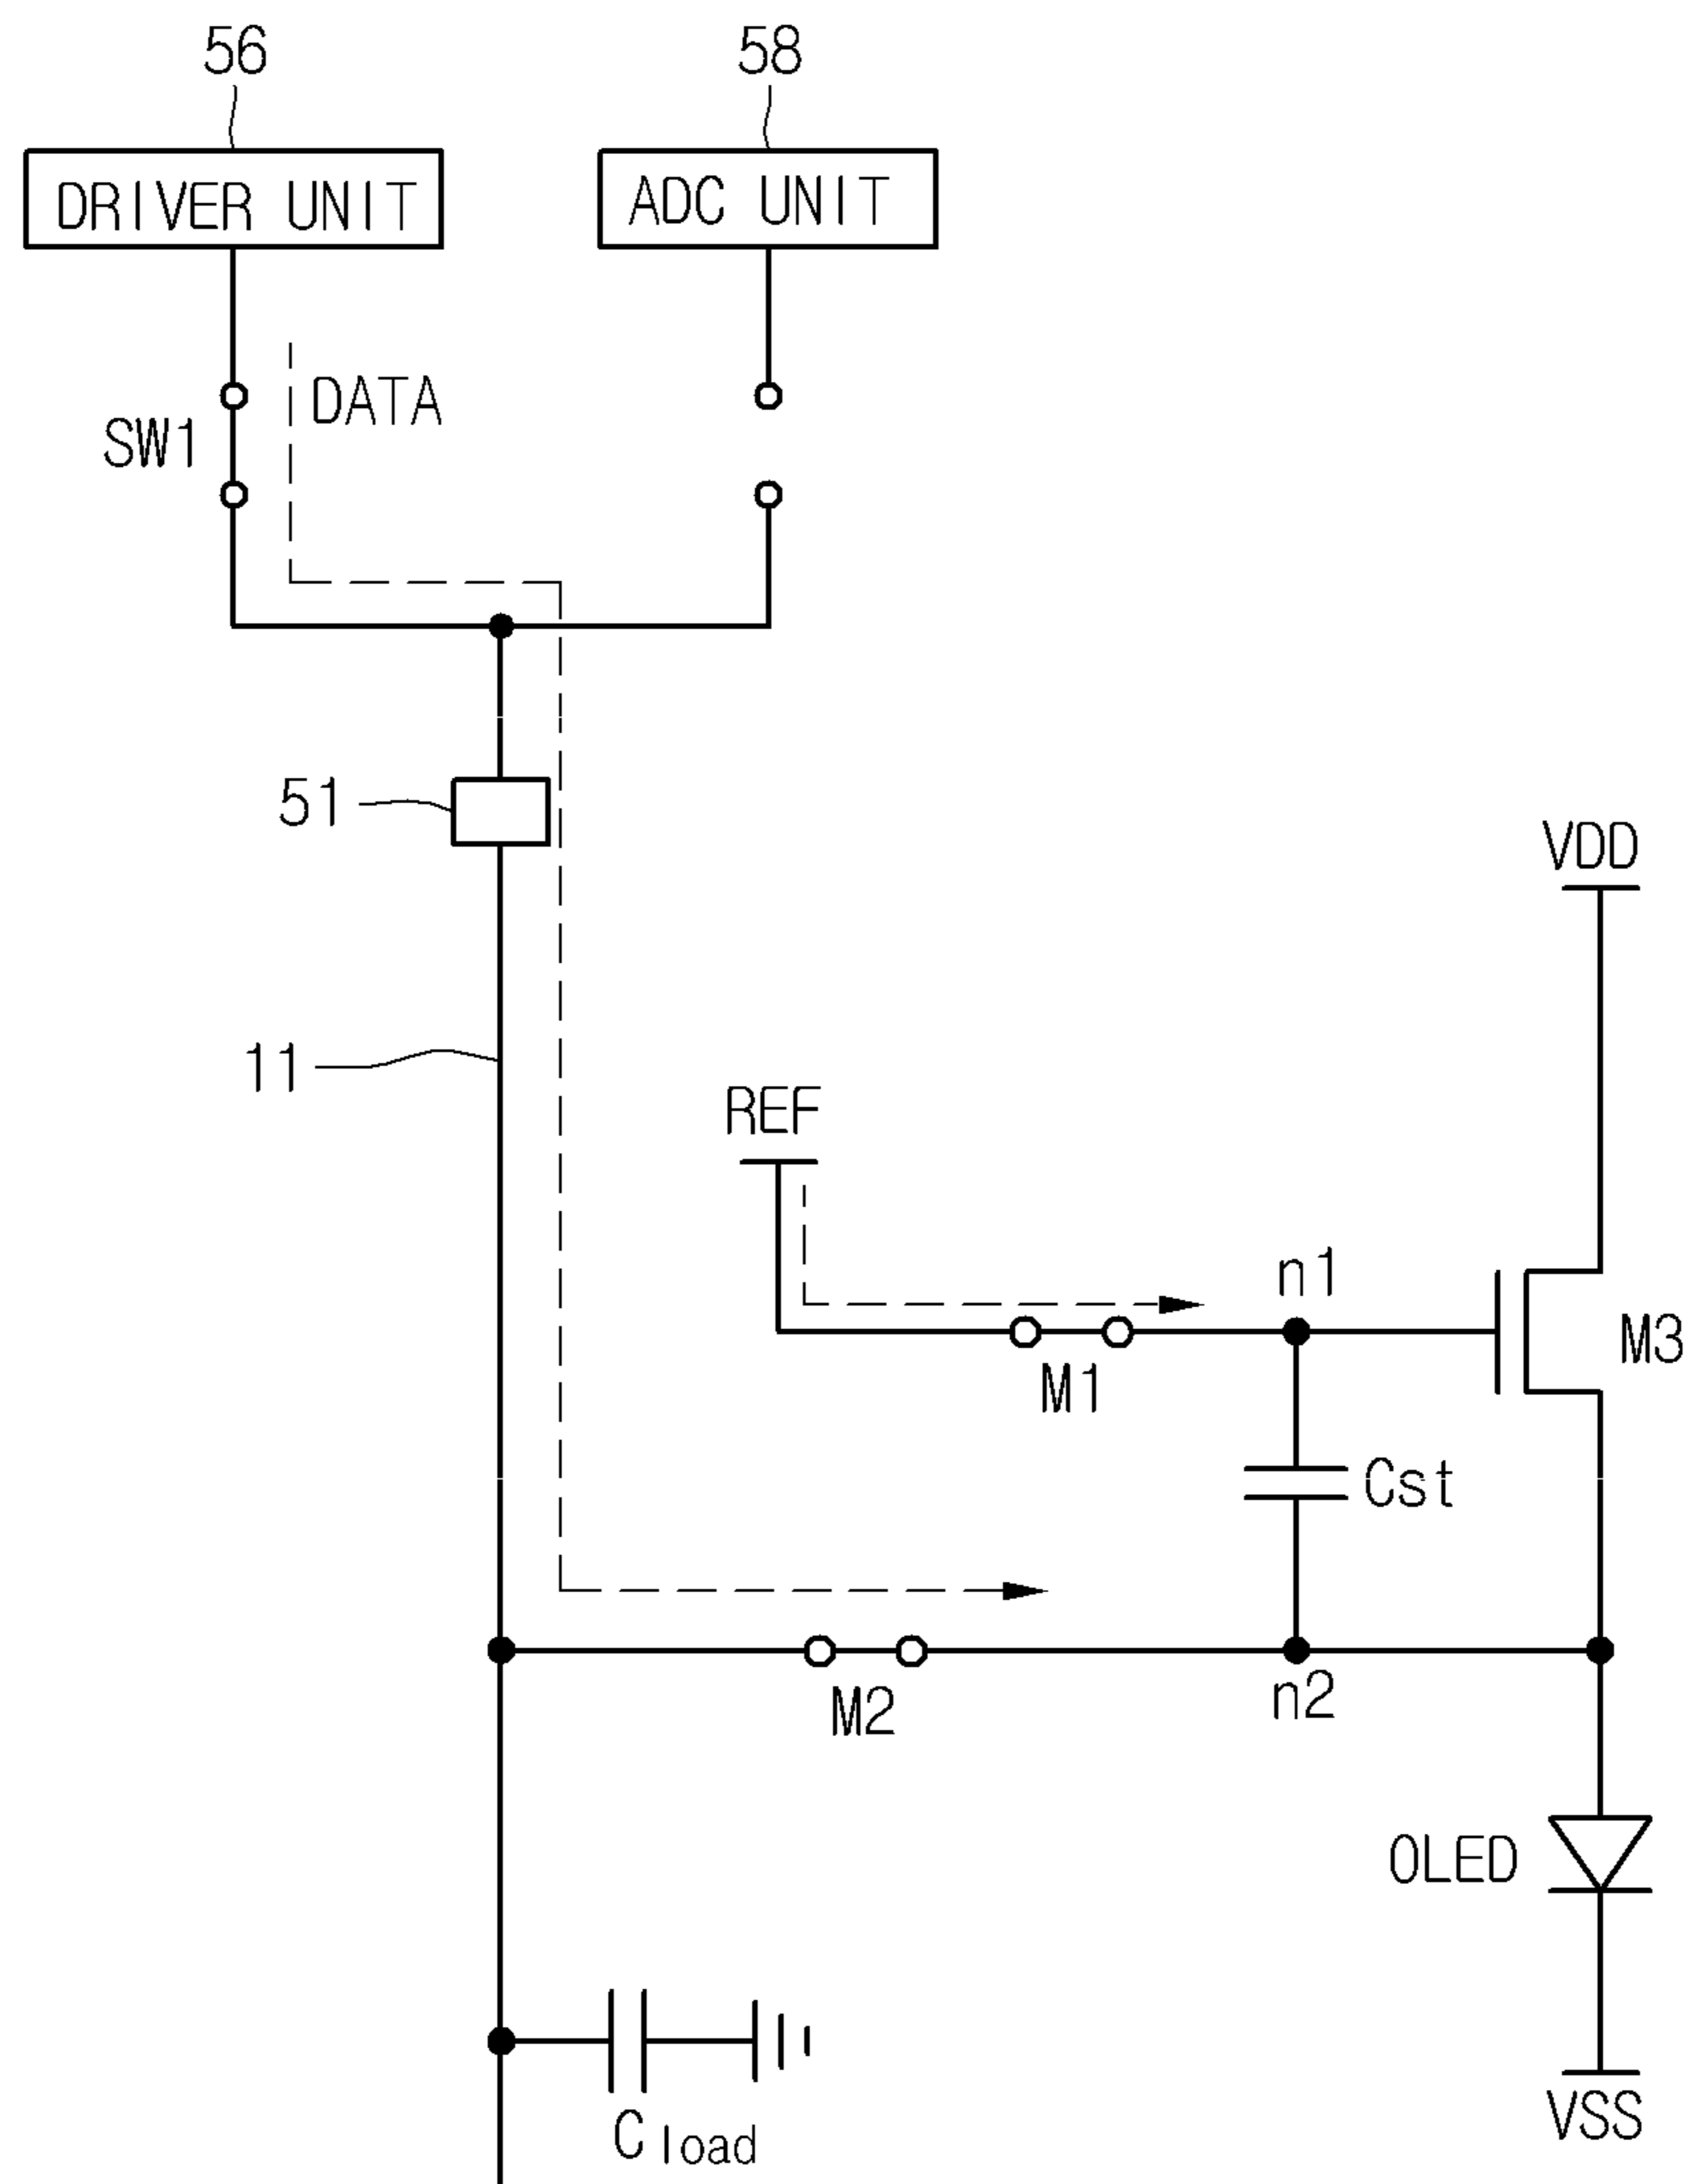 56
58
DRIVER UNIT
ADC UNIT
DATA
SW1
51
VDD
11
REF
n1
M3
M1
Cst
M2
n2
OLED
Cload
VSS